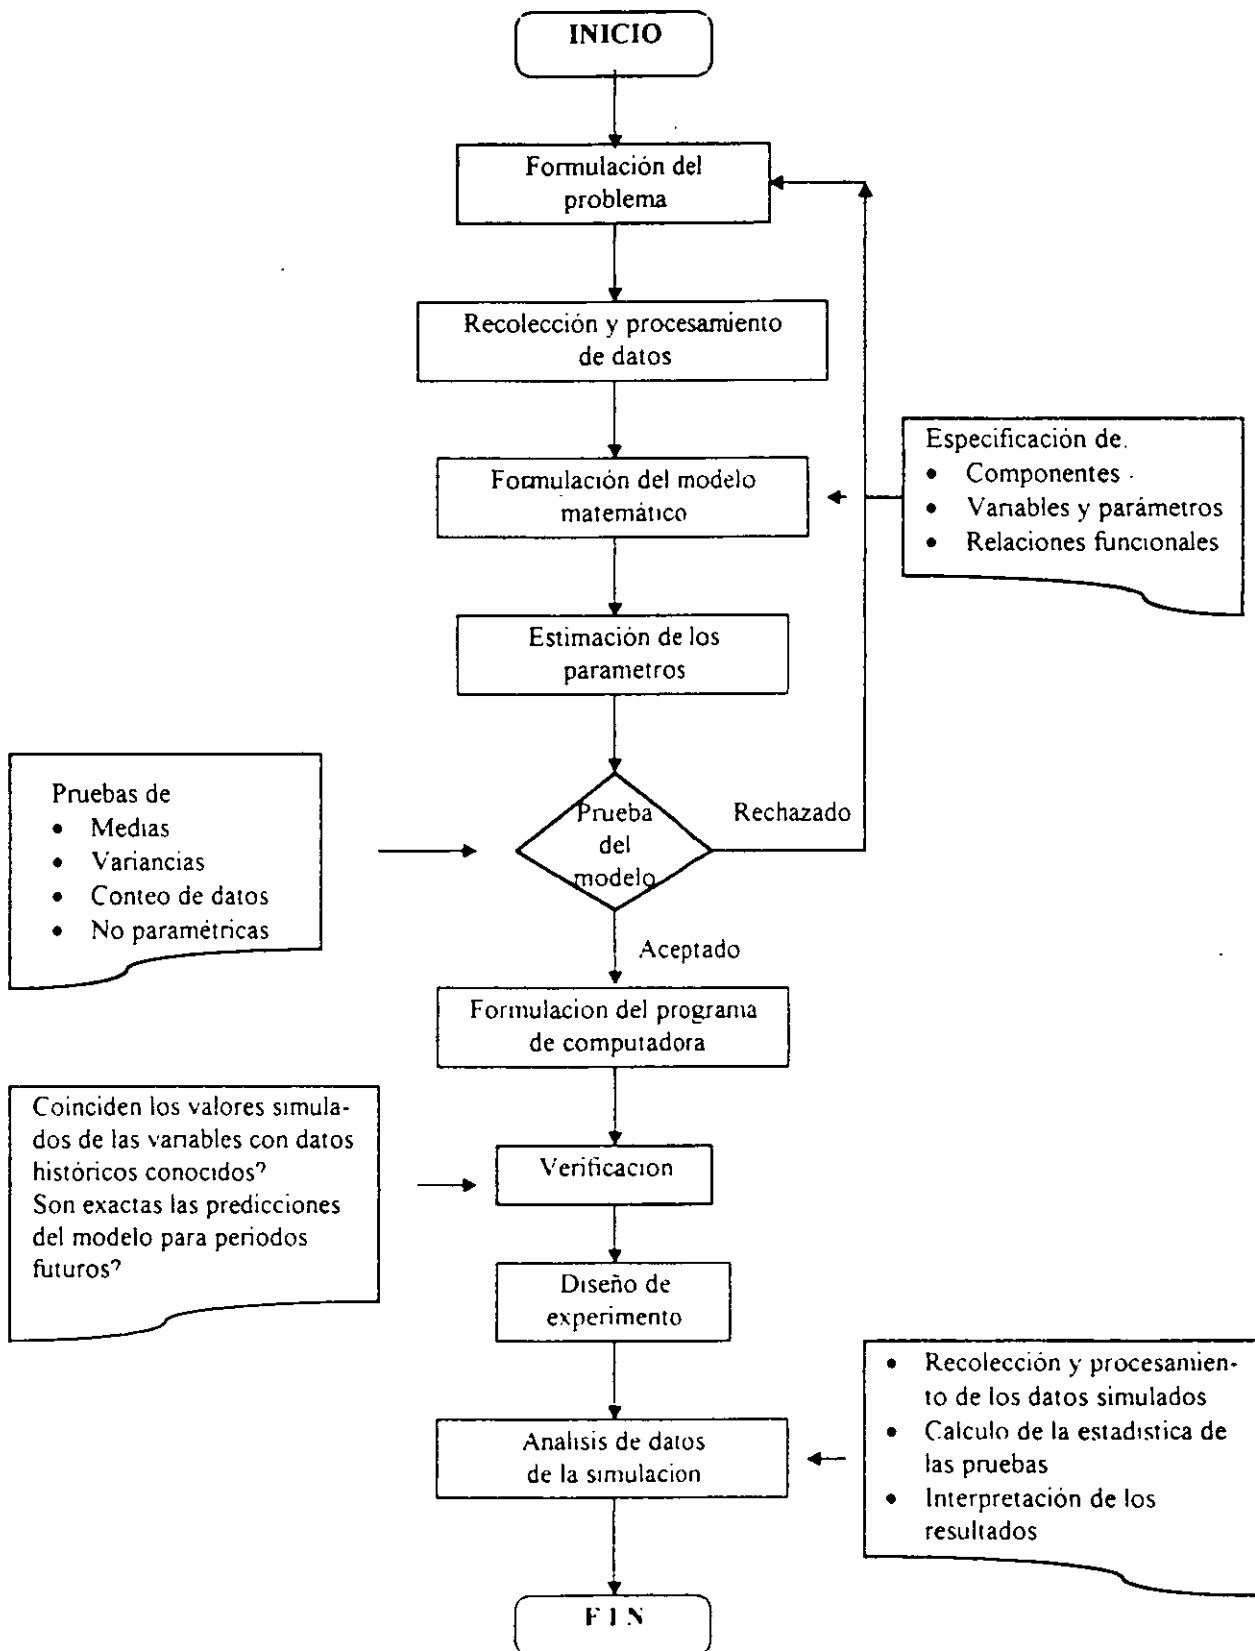 INICIO
Formulación del
problema
Recolección y procesamiento
de datos
Formulación del modelo
matemático
Especificación de.
• Componentes
• Variables y parámetros
• Relaciones funcionales
Estimación de los
parametros
Pruebas de
• Medias
• Variancias
• Conteo de datos
• No paramétricas
Prueba
del
modelo
Rechazado
Aceptado
Formulacion del programa
de computadora
Coinciden los valores simula-
dos de las variables con datos
históricos conocidos?
Son exactas las predicciones
del modelo para periodos
futuros?
Verificacion
Diseño de
experimento
Analisis de datos
de la simulacion
• Recolección y procesamien-
to de los datos simulados
• Calculo de la estadistica de
las pruebas
• Interpretación de los
resultados
F I N